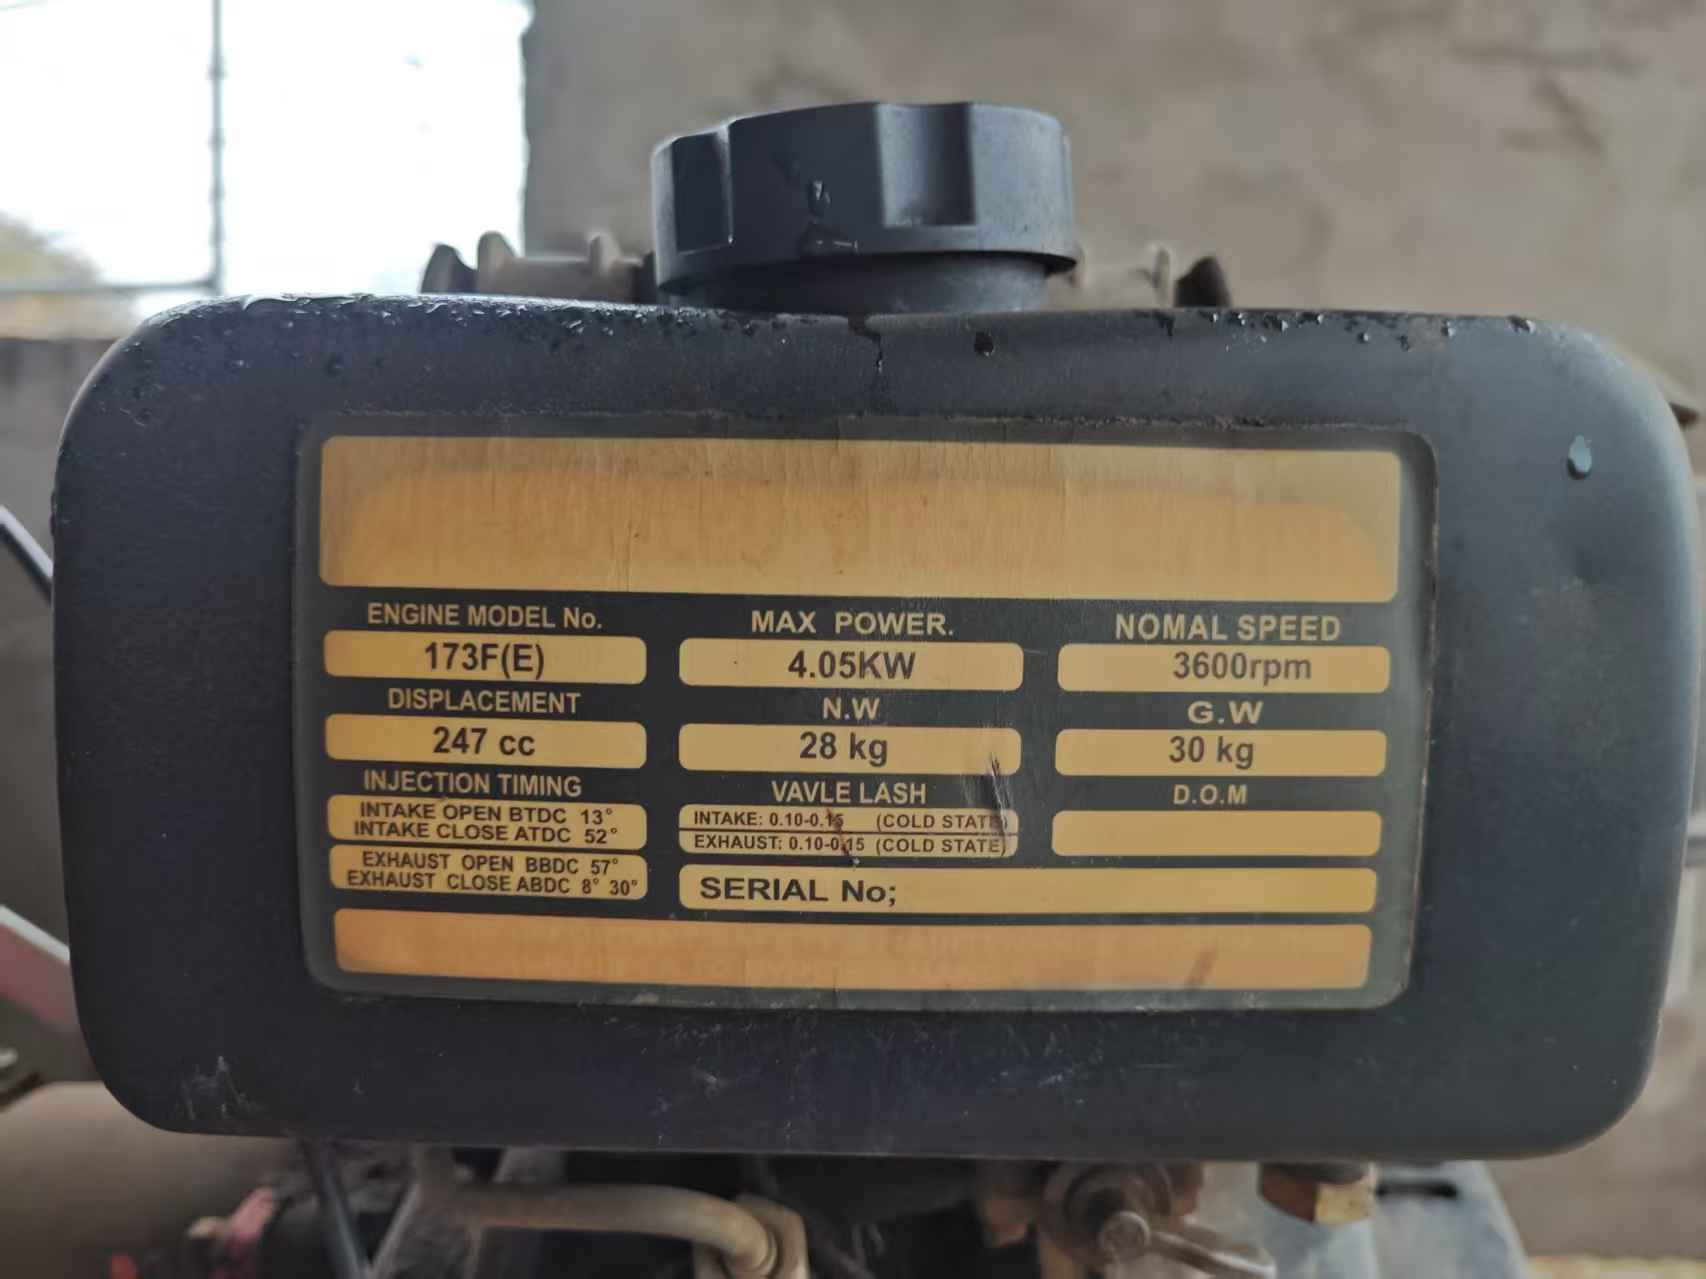 ENGINE MODEL No. MAX POWER. NOMAL SPEED
173F(E) 4.05KW 3600rpm
DISPLACEMENT N.W G.W
247 cc 28 kg 30 kg
INJECTION TIMING VAVLE LASH D.O.M
INTAKE OPEN BTDC 13°
INTAKE CLOSE ATDC 52°
INTAKE: 0.10-0.15 (COLD STATE)
EXHAUST: 0.10-0.15 (COLD STATE)
EXHAUST OPEN BBDC 57°
EXHAUST CLOSE ABDC 8° 30°
SERIAL No;